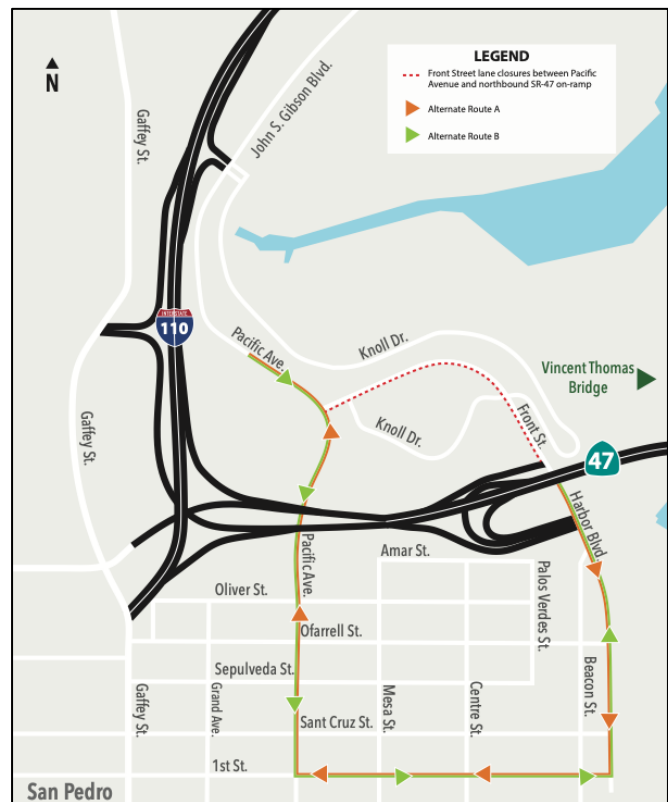 LEGEND
Front Street lane closures between Pacific
Avenue and northbound SR-47 on-ramp
Alternate Route A
Alternate Route B
N
Gaffey St.
John S. Gibson Blvd.
INTERSTATE
110
Pacific Ave.
Knoll Dr.
Vincent Thomas
Bridge
Gaffey St.
Knoll Dr.
Front St.
47
Harbor Blvd.
Pacific Ave.
Amar St.
Palos Verdes St.
Oliver St.
Ofarrell St.
Sepulveda St.
Gaffey St.
Grand Ave.
Mesa St.
Centre St.
Beacon St.
Sant Cruz St.
1st St.
San Pedro